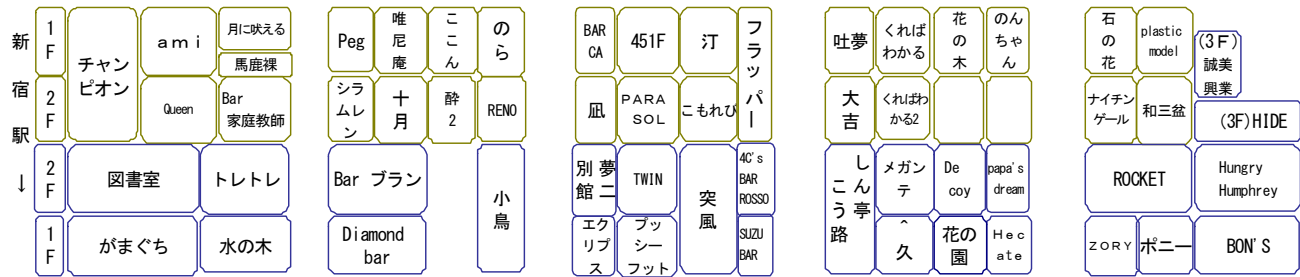 新宿駅↓
1F
チャンピオン
ami
月に吠える
馬鹿裸
2F
Queen
Bar
家庭教師
2F
図書室
トレトレ
1F
がまぐち
水の木
Peg
唯尼庵
ここん
のら
シラムレン
十月
酔2
RENO
Bar ブラン
小鳥
Diamond
bar
BAR
CA
451F
汀
フラッパー
凪
PARA
SOL
こもれび
夢二
別館
TWIN
突風
4C's
BAR
ROSSO
エクリプス
プッシーフット
SUZU
BAR
吐夢
くれば
わかる
花の木
のんちゃん
大吉
くればわ
かる2
しん亭
こう路
メガンテ
De
coy
papa's
dream
^
久
花の園
Hec
ate
石の花
plastic
model
(3F)
誠美
興業
ナイチン
ゲール
和三盆
(3F)HIDE
ROCKET
Hungry
Humphrey
ZORY
ポニー
BON'S